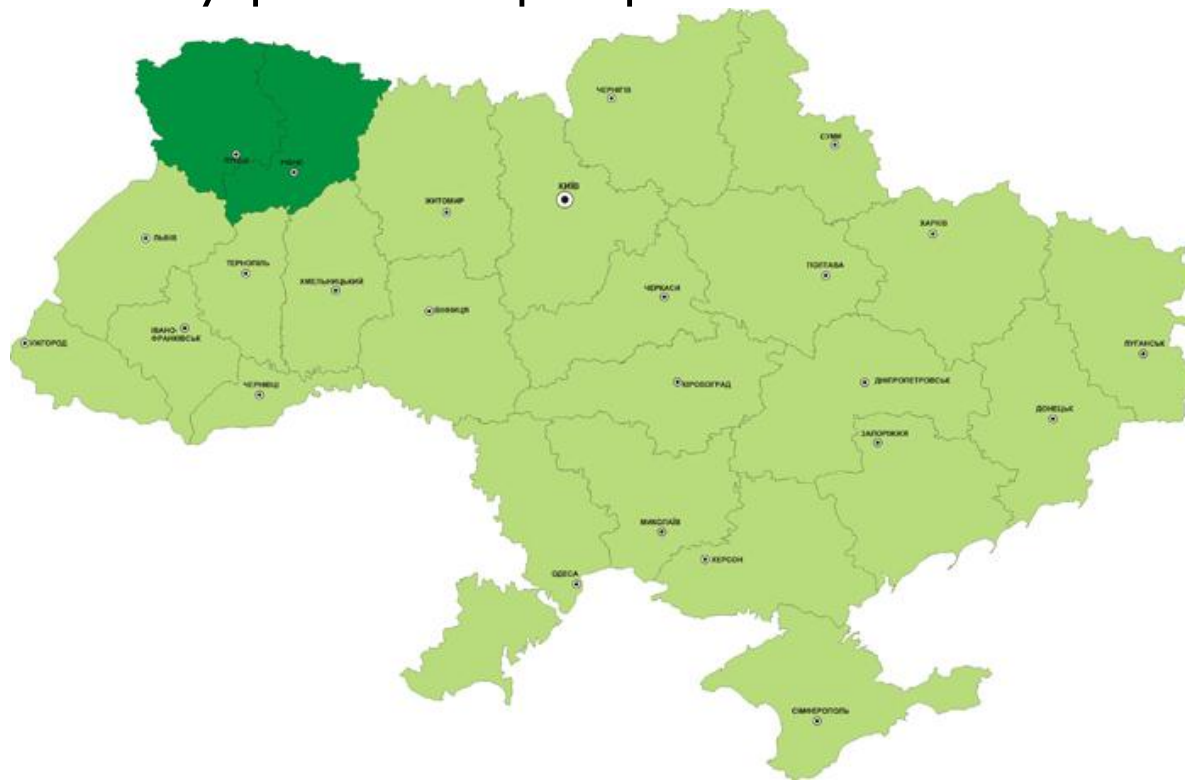 ЧЕРНІГІВ
СУМИ
КИЇВ
ЖИТОМИР
ХАРКІВ
ЛЬВІВ
ТЕРНОПІЛЬ
ПОЛТАВА
ХМЕЛЬНИЦЬКИЙ
ЧЕРКАСИ
ВІННИЦЯ
ІВАНО-
ФРАНКІВСЬК
УЖГОРОД
ЛУГАНСЬК
ЧЕРНІВЦІ
КІРОВОГРАД
ДНІПРОПЕТРОВСЬК
ДОНЕЦЬК
ЗАПОРІЖЖЯ
МИКОЛАЇВ
ХЕРСОН
ОДЕСА
СІМФЕРОПОЛЬ